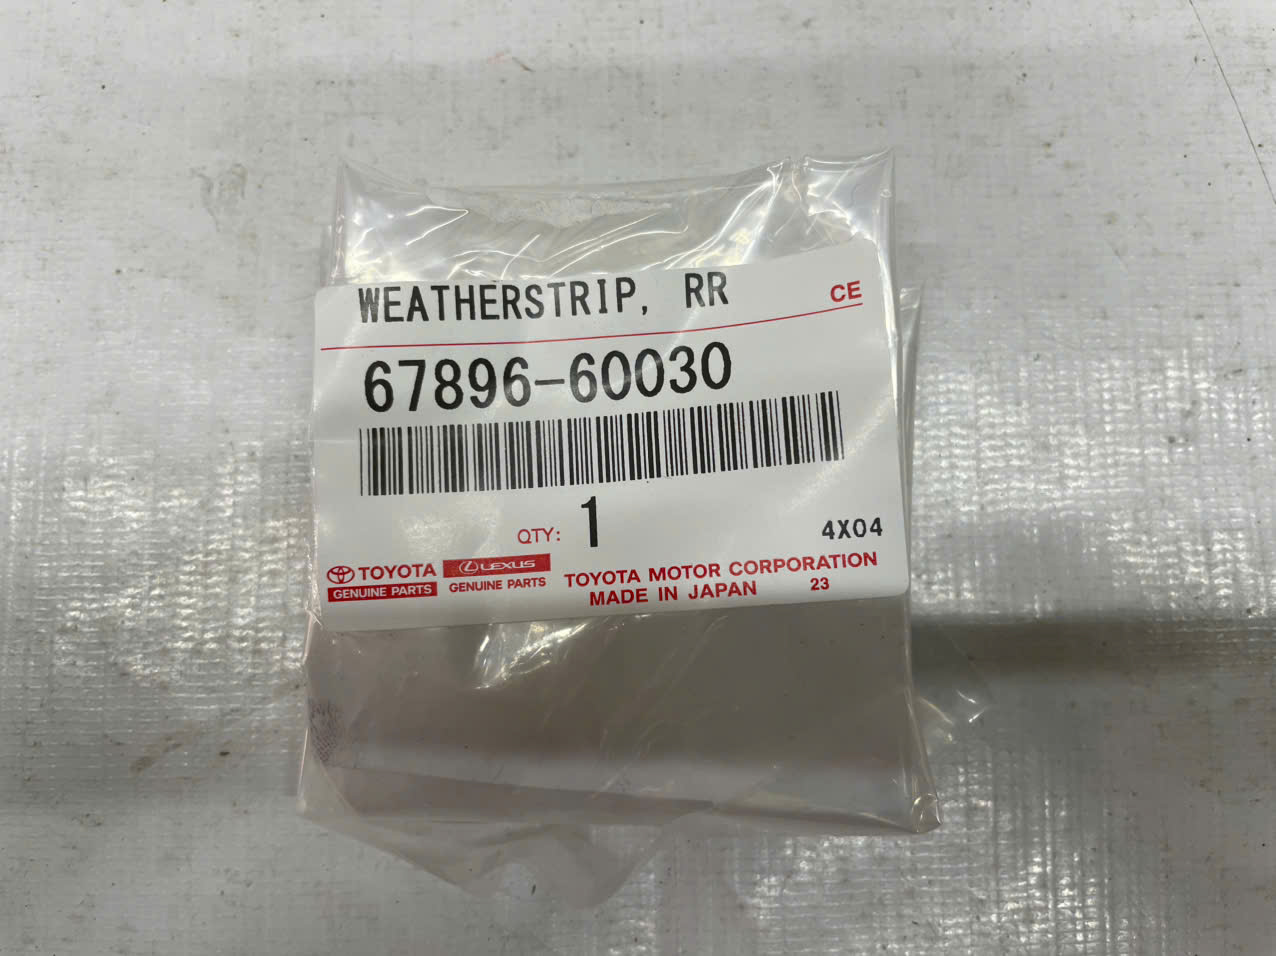 WEATHERSTRIP, RR
CE
67896-60030
QTY: 1
4X04
TOYOTA
GENUINE PARTS
LEXUS
GENUINE PARTS
TOYOTA MOTOR CORPORATION
MADE IN JAPAN 23